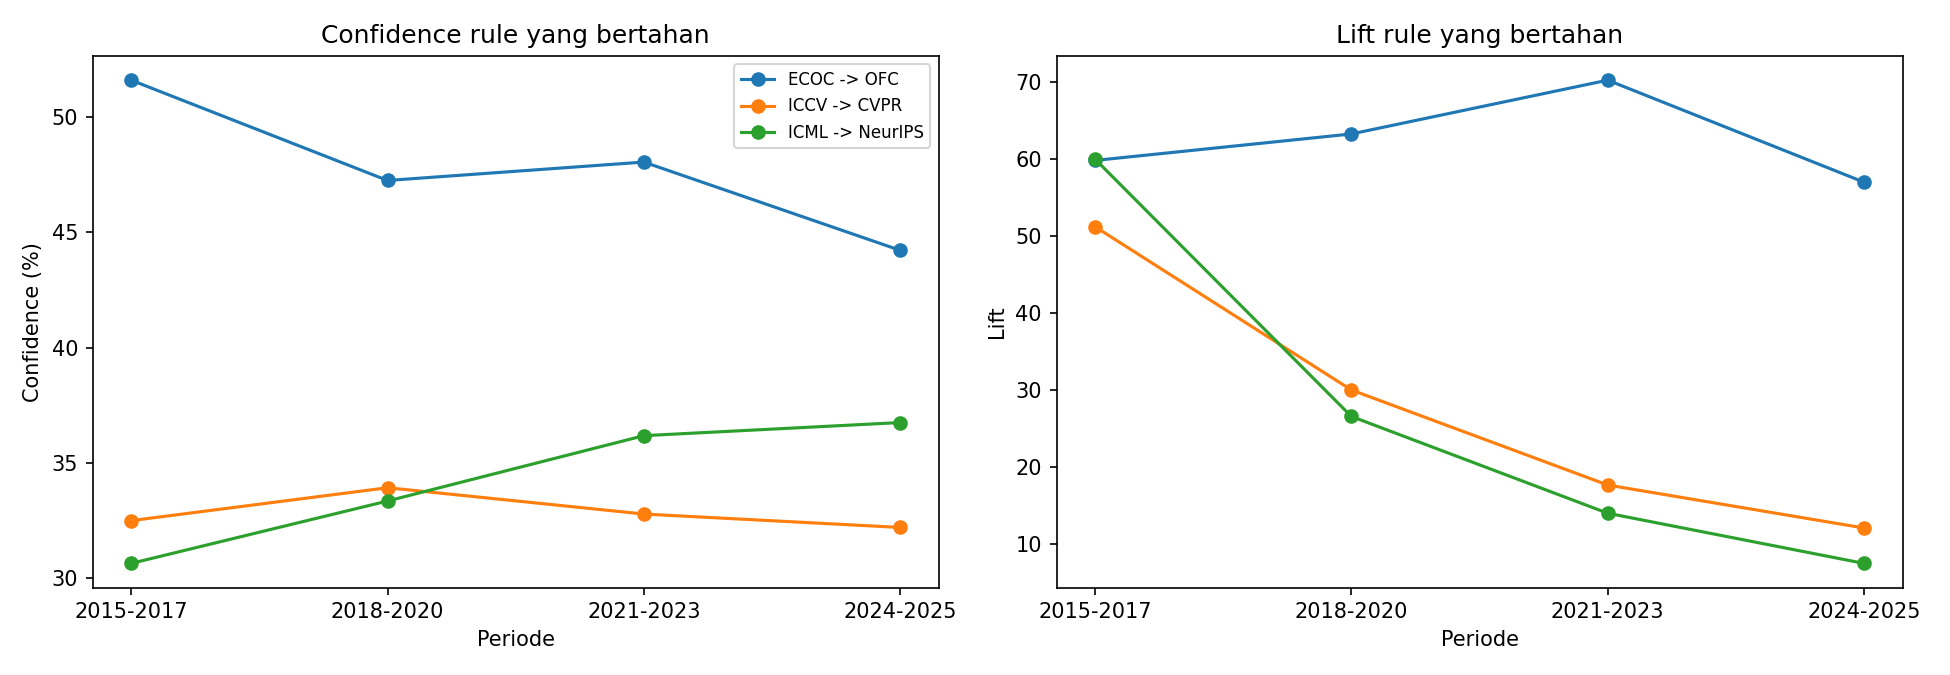 Confidence rule yang bertahan
Confidence (%)
50
45
40
35
30
ECOC -> OFC
ICCV -> CVPR
ICML -> NeurIPS
2015-2017 2018-2020 2021-2023 2024-2025
Periode
Lift rule yang bertahan
Lift
70
60
50
40
30
20
10
2015-2017 2018-2020 2021-2023 2024-2025
Periode